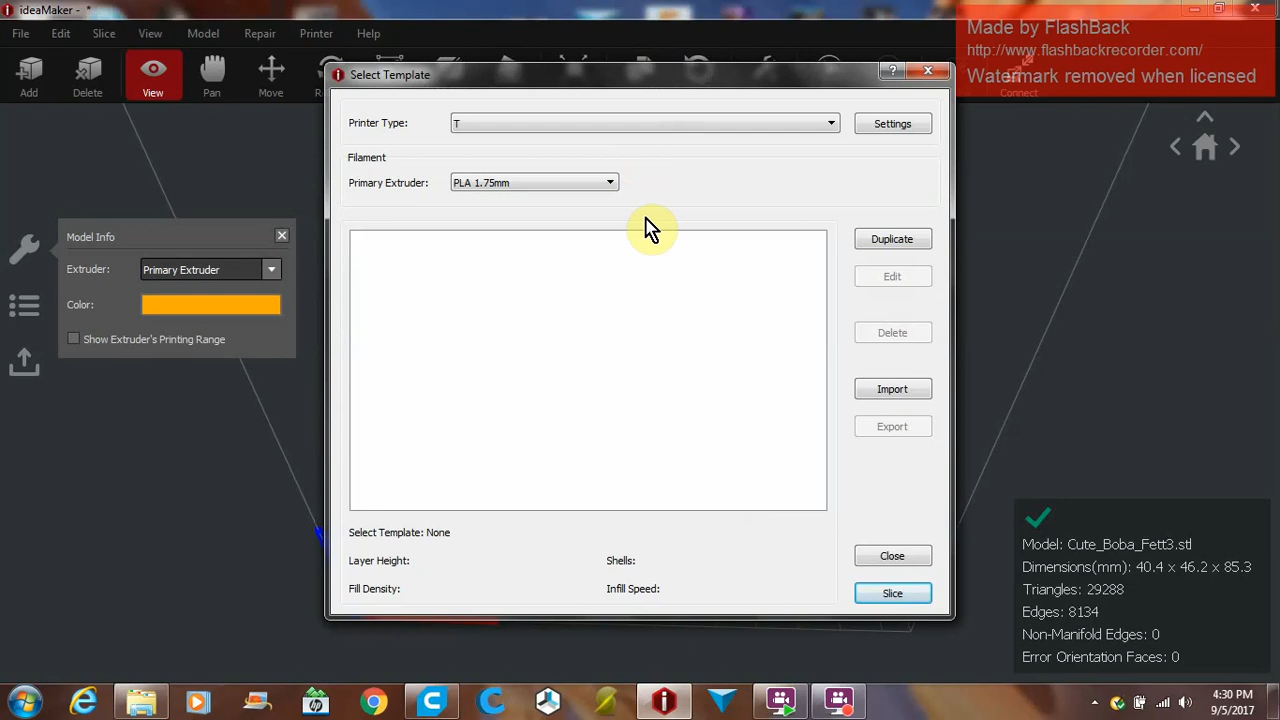 ideaMaker - *
File Edit Slice View Model Repair Printer Help
Made by FlashBack
http://www.flashbackrecorder.com/
Watermark removed when licensed
Add Delete View Pan Move Connect
Select Template
Printer Type: T Settings
Filament
Primary Extruder: PLA 1.75mm
Model Info
Extruder: Primary Extruder
Color:
Show Extruder's Printing Range
Duplicate
Edit
Delete
Import
Export
Select Template: None
Layer Height: Shells:
Fill Density: Infill Speed:
Close
Slice
Model: Cute_Boba_Fett3.stl
Dimensions(mm): 40.4 x 46.2 x 85.3
Triangles: 29288
Edges: 8134
Non-Manifold Edges: 0
Error Orientation Faces: 0
4:30 PM
9/5/2017